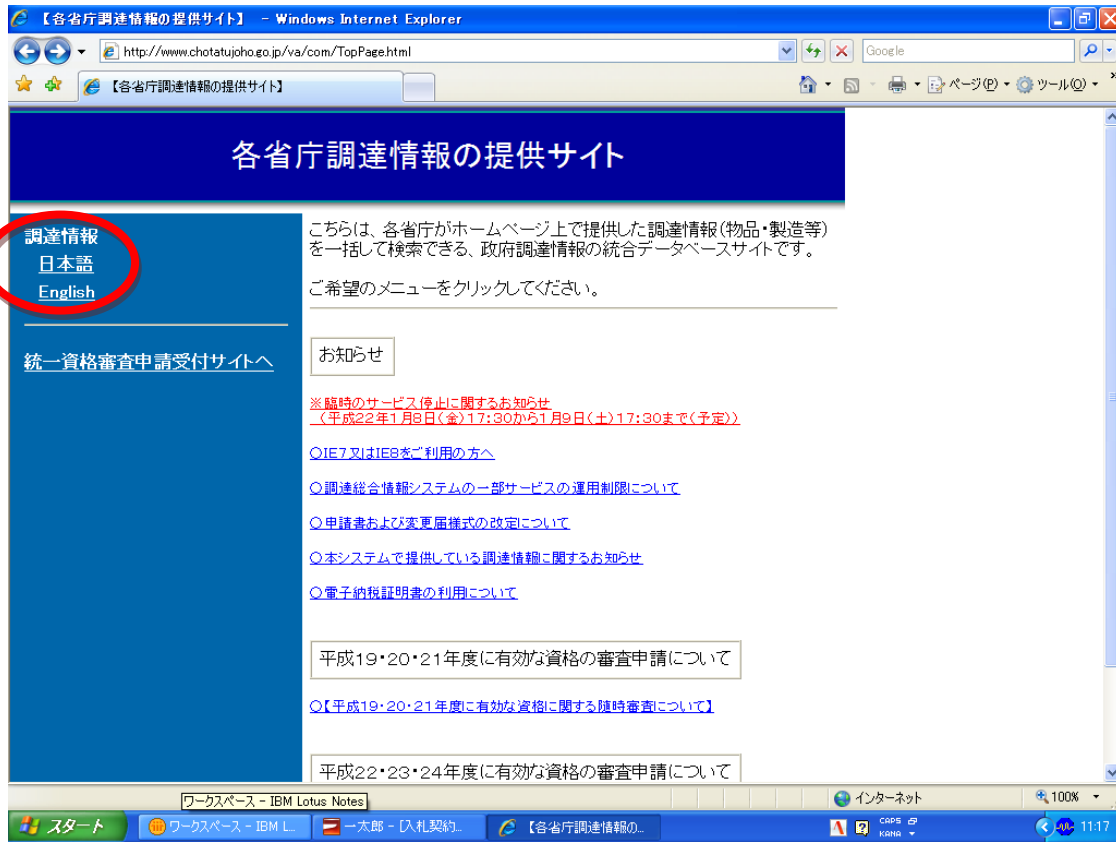 【各省庁調達情報の提供サイト】 - Windows Internet Explorer
http://www.chotatujoho.go.jp/va/com/TopPage.html
Google
【各省庁調達情報の提供サイト】
ページ(P)
ツール(O)
各省庁調達情報の提供サイト
調達情報
日本語
English
統一資格審査申請受付サイトへ
こちらは、各省庁がホームページ上で提供した調達情報(物品・製造等)
を一括して検索できる、政府調達情報の統合データベースサイトです。
ご希望のメニューをクリックしてください。
お知らせ
※臨時のサービス停止に関するお知らせ
(平成22年1月8日(金)17:30から1月9日(土)17:30まで(予定))
○IE7又はIE8をご利用の方へ
○調達総合情報システムの一部サービスの運用制限について
○申請書および変更届様式の改定について
○本システムで提供している調達情報に関するお知らせ
○電子納税証明書の利用について
平成19・20・21年度に有効な資格の審査申請について
○【平成19・20・21年度に有効な資格に関する随時審査について】
平成22・23・24年度に有効な資格の審査申請について
ワークスペース - IBM Lotus Notes
インターネット
100%
スタート
ワークスペース - IBM L...
一太郎 - [入札契約...
【各省庁調達情報の...
A
CAPS
KANA
11:17